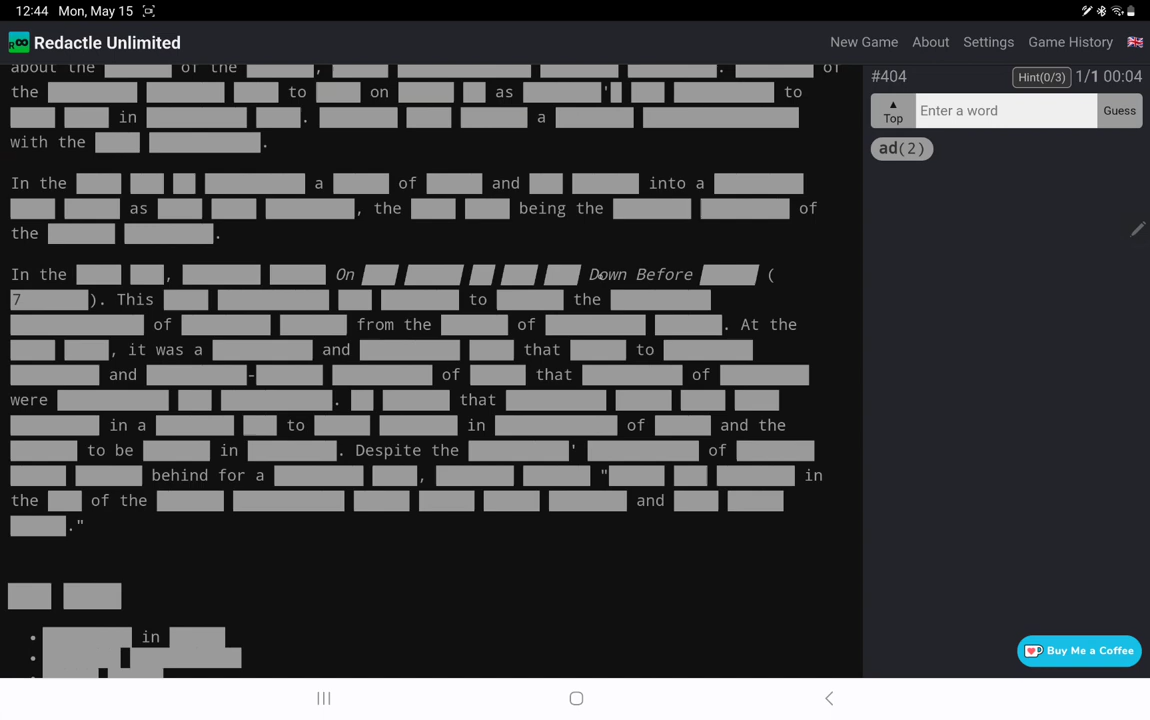 12:44 Mon, May 15
Redactle Unlimited
New Game About Settings Game History
about the of the , . of
the to on as ' to
in . a
with the .
In the a of and into a
as , the being the of
the .
In the , On Down Before (
7 ). This to the
of from the of . At the
, it was a and that to
and - of that of
were . that
in a to in of and the
to be in . Despite the ' of
behind for a , " in
the of the and
."
• in
•
#404 Hint(0/3) 1/1 00:04
▲
Top
Enter a word
Guess
ad(2)
Buy Me a Coffee